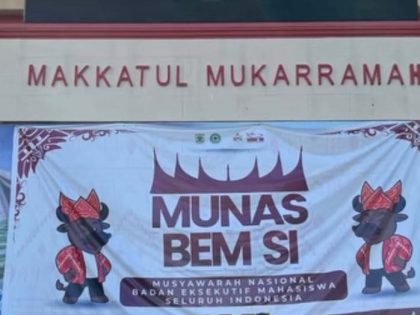 MAKKATUL MUKARRAMAH
MUNAS
BEM SI
MUSYAWARAH NASIONAL
BADAN EKSEKUTIF MAHASISWA
SELURUH INDONESIA